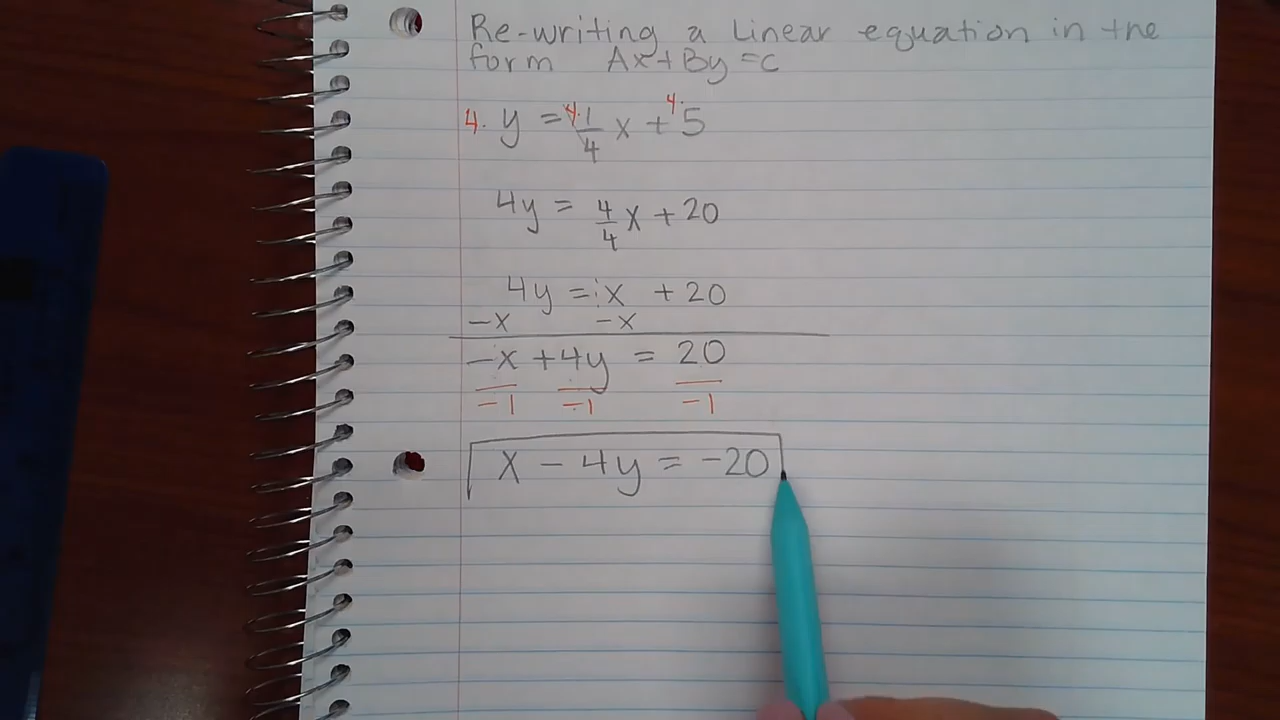 Re-writing a Linear equation in the
form Ax+By=c
4. y = 4. 1/4 x + 4. 5
4y = 4/4 x + 20
4y = x + 20
-x -x
-x + 4y = 20
-1 -1 -1
x - 4y = -20